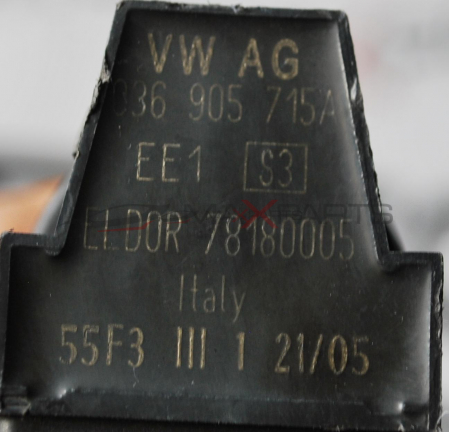 VW AG
036 905 715A
EE1 S3
ELDOR 78180005
Italy
55F3 III 1 21/05